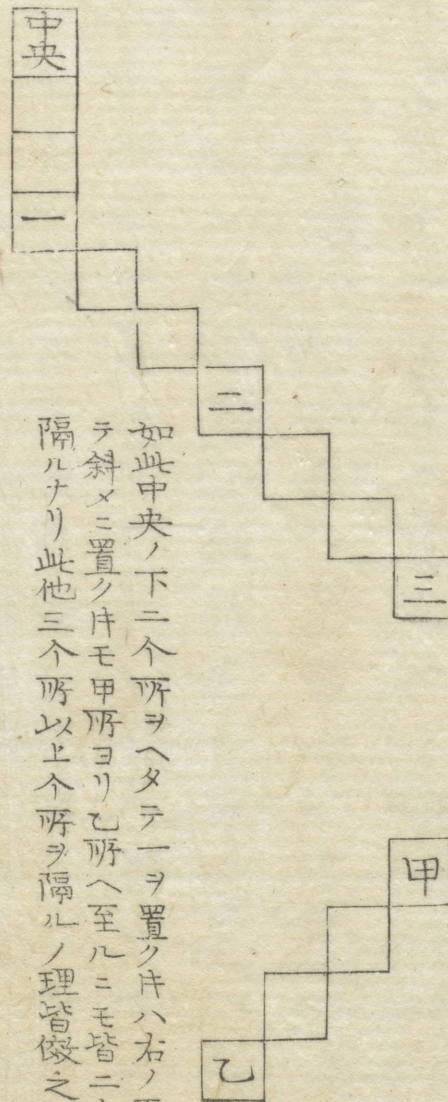 中央
一
二
三
甲
乙
如此中央ノ下二个所ヲヘタテ一ヲ置ク𪜈ハ右ノ
テ斜メニ置ク𪜈モ甲所ヨリ乙所ヘ至ルニモ皆二
隔ルナリ此他三个所以上个所ヲ隔ルノ理皆傚之